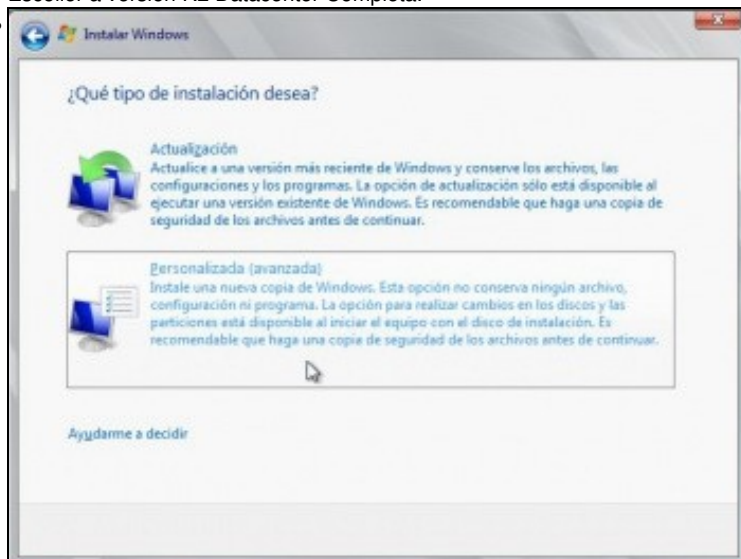 Escoller a versión R2 Datacenter Completa.
Instalar Windows
¿Qué tipo de instalación desea?
Actualización
Actualice a una versión más reciente de Windows y conserve los archivos, las
configuraciones y los programas. La opción de actualización sólo está disponible al
ejecutar una versión existente de Windows. Es recomendable que haga una copia de
seguridad de los archivos antes de continuar.
Personalizada (avanzada)
Instale una nueva copia de Windows. Esta opción no conserva ningún archivo,
configuración ni programa. La opción para realizar cambios en los discos y las
particiones está disponible al iniciar el equipo con el disco de instalación. Es
recomendable que haga una copia de seguridad de los archivos antes de continuar.
Ayudarme a decidir